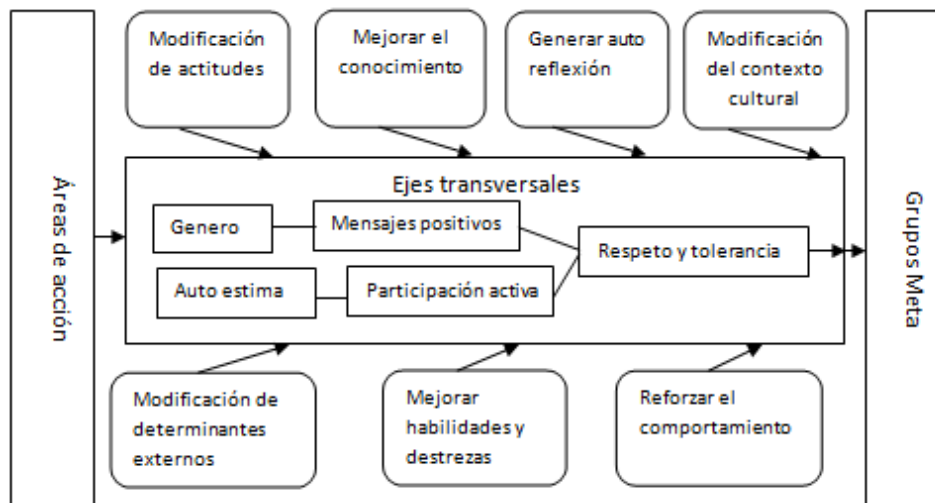 Modificación
de actitudes
Mejorar el
conocimiento
Generar auto
reflexión
Modificación
del contexto
cultural
Áreas de acción
Ejes transversales
Genero
Mensajes positivos
Respeto y tolerancia
Auto estima
Participación activa
Grupos Meta
Modificación de
determinantes
externos
Mejorar
habilidades y
destrezas
Reforzar el
comportamiento